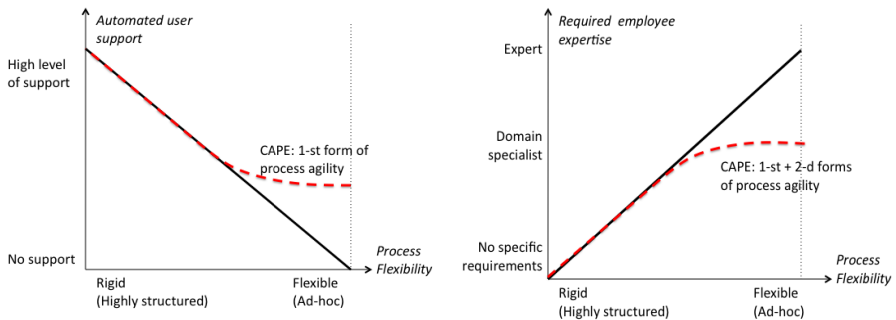 Automated user
support
High level
of support
CAPE: 1-st form of
process agility
No support
Process
Flexibility
Rigid
(Highly structured)
Flexible
(Ad-hoc)
Required employee
expertise
Expert
Domain
specialist
CAPE: 1-st + 2-d forms
of process agility
No specific
requirements
Process
Flexibility
Rigid
(Highly structured)
Flexible
(Ad-hoc)